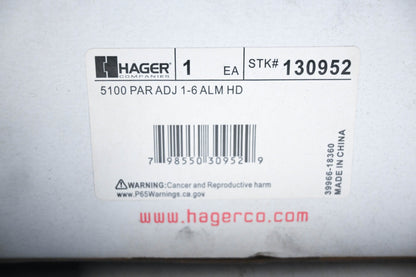 HAGER
COMPANIES
1 EA
STK# 130952
5100 PAR ADJ 1-6 ALM HD
7 98550 30952 9
39966-18360
MADE IN CHINA
WARNING: Cancer and Reproductive harm
www.P65Warnings.ca.gov
www.hagerco.com